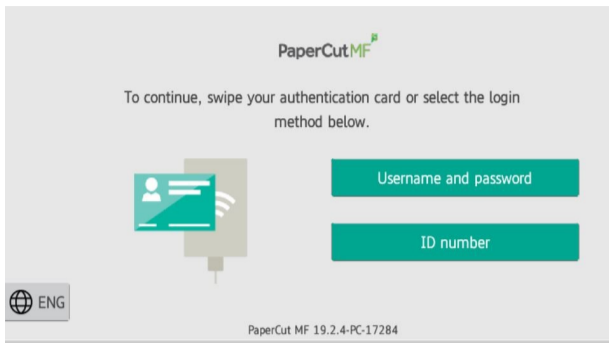 PaperCut MF
To continue, swipe your authentication card or select the login
method below.
Username and password
ID number
ENG
PaperCut MF 19.2.4-PC-17284